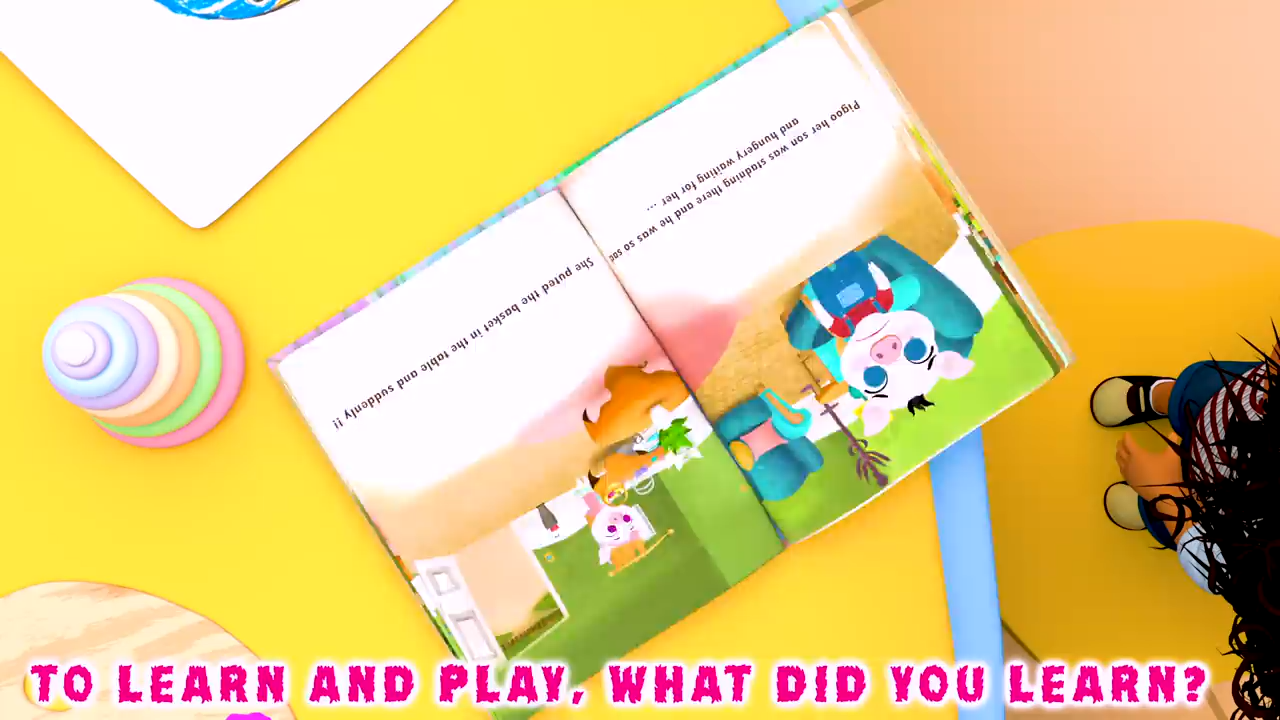 She puted the basket in the table and suddenly !!
Pigoo her son was stadning there and he was so sad
and hungery waiting for her ...
TO LEARN AND PLAY, WHAT DID YOU LEARN?